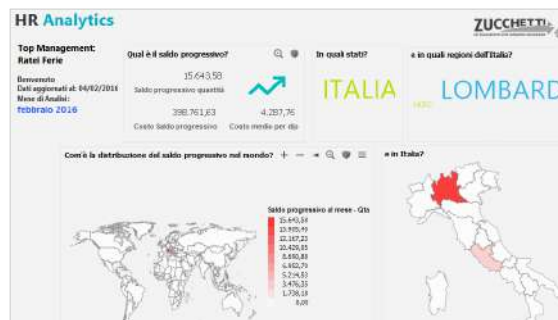 HR Analytics
ZUCCHETTI
Top Management:
Ratei Ferie
Benvenuto
Dati aggiornati al: 04/02/2016
Mese di Analisi:
febbraio 2016
Qual è il saldo progressivo?
15.643,58
Saldo progressivo quantità
398.761,63
Costo Saldo progressivo
4.287,76
Costo medio per dip
In quali stati?
ITALIA
e in quali regioni dell'Italia?
LOMBARD
Com'è la distribuzione del saldo progressivo nel mondo?
Saldo progressivo al mese - Qta
15.643,58
13.905,40
12.167,23
10.429,05
8.690,88
6.952,70
5.214,53
3.476,35
1.738,18
0,00
e in Italia?